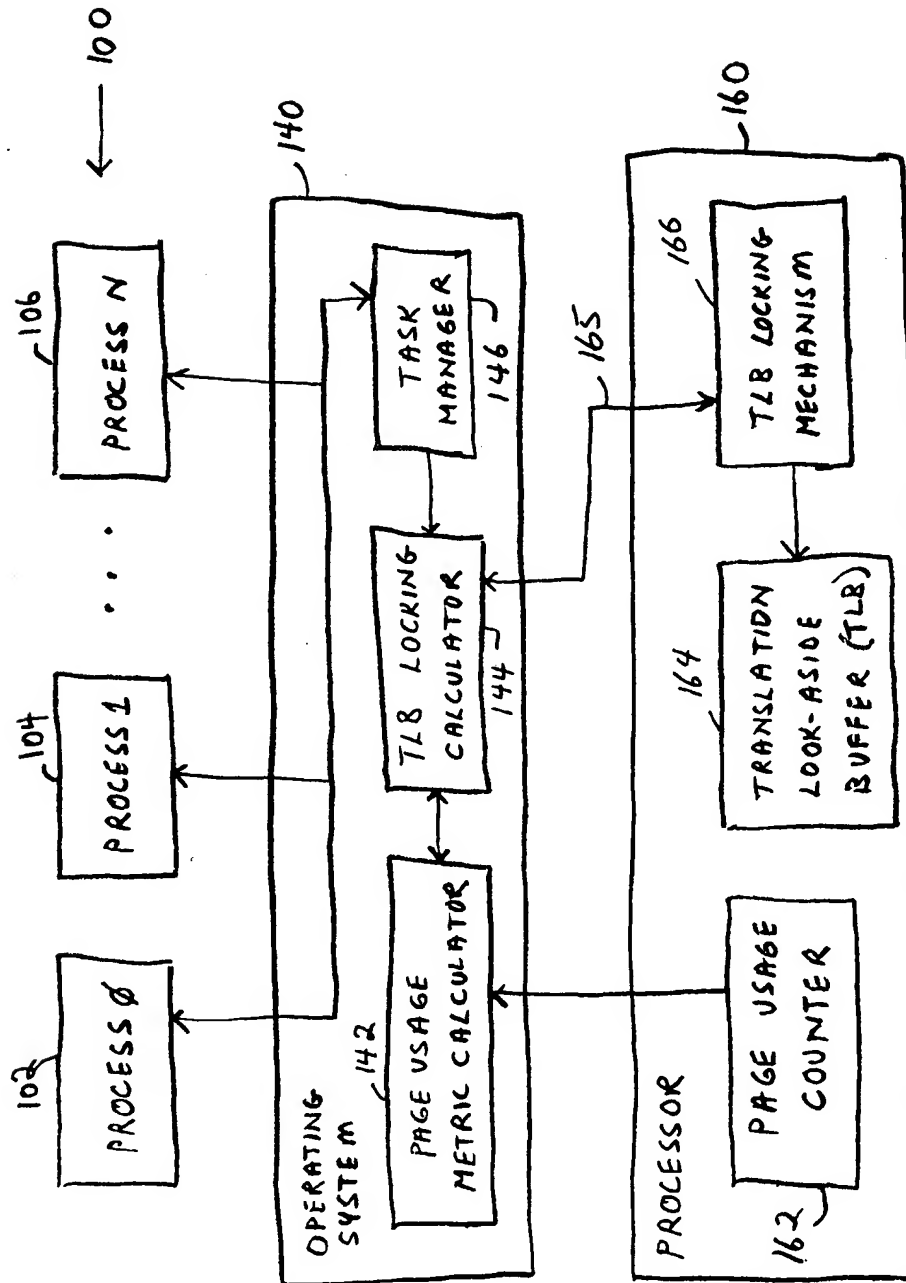 100
102
PROCESS Ø
104
PROCESS 1
. . .
106
PROCESS N
140
OPERATING
SYSTEM
142
PAGE USAGE
METRIC CALCULATOR
TLB LOCKING
CALCULATOR
144
TASK
MANAGER
146
165
160
PROCESSOR
PAGE USAGE
COUNTER
162
164
TRANSLATION
LOOK-ASIDE
BUFFER (TLB)
166
TLB LOCKING
MECHANISM